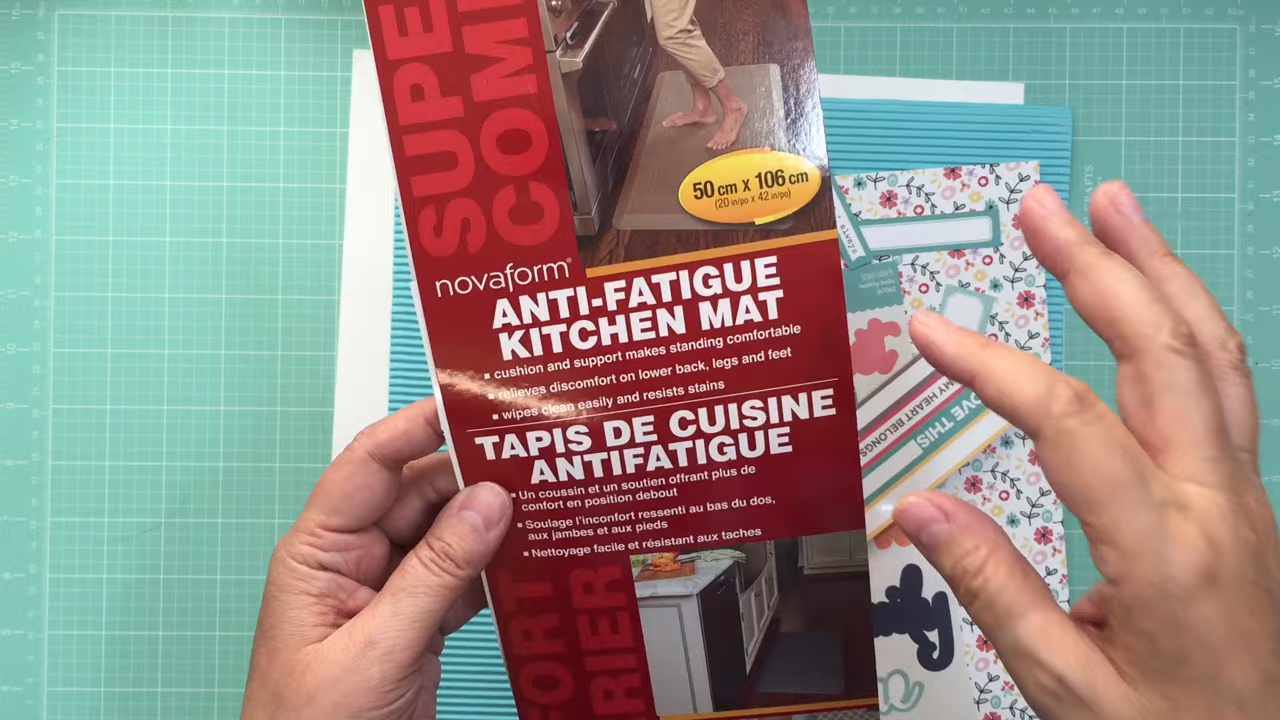 SUPE
COM
50 cm x 106 cm
(20 in/po x 42 in/po)
novaform®
ANTI-FATIGUE
KITCHEN MAT
▪ cushion and support makes standing comfortable
▪ relieves discomfort on lower back, legs and feet
▪ wipes clean easily and resists stains
TAPIS DE CUISINE
ANTIFATIGUE
▪ Un coussin et un soutien offrant plus de
confort en position debout
▪ Soulage l'inconfort ressenti au bas du dos,
aux jambes et aux pieds
▪ Nettoyage facile et résistant aux taches
FORT
RIER
always
MY HEART BELONGS
OVE THIS